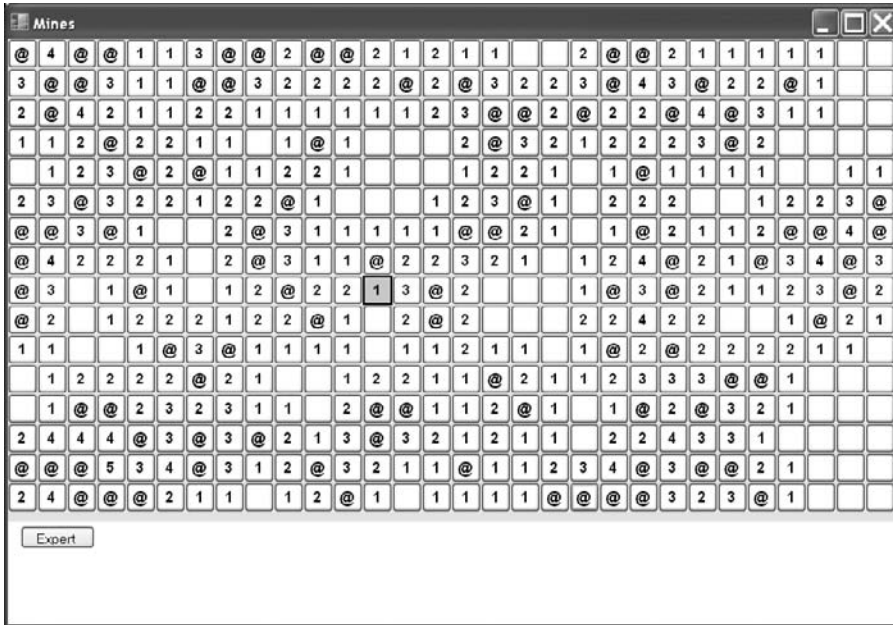 Mines
@ 4 @ @ 1 1 3 @ @ 2 @ @ 2 1 2 1 1 2 @ @ 2 1 1 1 1 1
3 @ @ 3 1 1 @ @ 3 2 2 2 2 @ 2 @ 3 2 2 3 @ 4 3 @ 2 2 @ 1
2 @ 4 2 1 1 2 2 1 1 1 1 1 1 2 3 @ @ 2 @ 2 2 @ 4 @ 3 1 1
1 1 2 @ 2 2 1 1 1 @ 1 2 @ 3 2 1 2 2 2 3 @ 2
1 2 3 @ 2 @ 1 1 2 2 1 1 2 2 1 1 @ 1 1 1 1 1 1
2 3 @ 3 2 2 1 2 2 @ 1 1 2 3 @ 1 2 2 2 1 2 2 3 @
@ @ 3 @ 1 2 @ 3 1 1 1 1 1 @ @ 2 1 1 @ 2 1 1 2 @ @ 4 @
@ 4 2 2 2 1 2 @ 3 1 1 @ 2 2 3 2 1 1 2 4 @ 2 1 @ 3 4 @ 3
@ 3 1 @ 1 1 2 @ 2 2 1 3 @ 2 1 @ 3 @ 2 1 1 2 3 @ 2
@ 2 1 2 2 2 1 2 2 @ 1 2 @ 2 2 2 4 2 2 1 @ 2 1
1 1 1 @ 3 @ 1 1 1 1 1 1 2 1 1 1 @ 2 @ 2 2 2 2 1 1
1 2 2 2 2 2 @ 2 1 1 2 2 1 1 @ 2 1 1 2 3 3 3 @ @ 1
1 @ @ 2 3 2 3 1 1 2 @ @ 1 1 2 @ 1 1 @ 2 @ 3 2 1
2 4 4 4 @ 3 @ 3 @ 2 1 3 @ 3 2 1 2 1 1 2 2 4 3 3 1
@ @ @ 5 3 4 @ 3 1 2 @ 3 2 1 1 @ 1 1 2 3 4 @ 3 @ @ 2 1
2 4 @ @ @ 2 1 1 1 2 @ 1 1 1 1 1 1 @ @ @ @ 3 2 3 @ 1
Expert